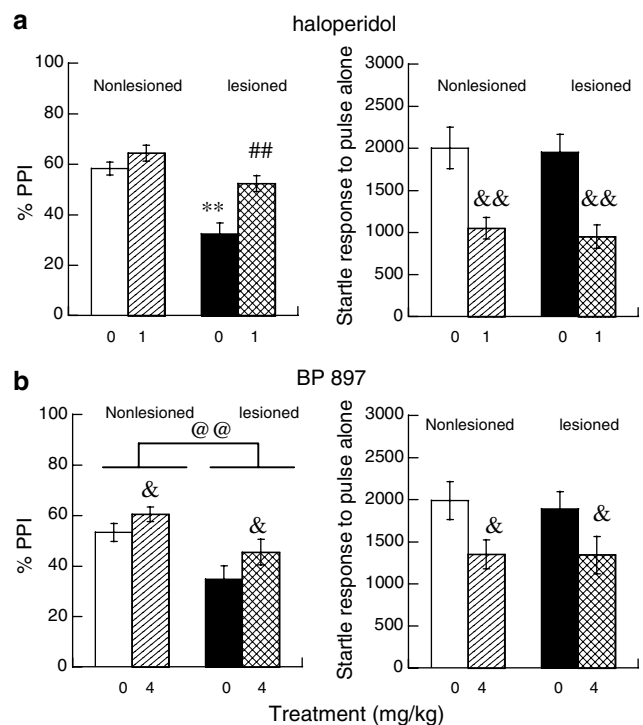 a
haloperidol
% PPI
100
80
60
40
20
0
Nonlesioned lesioned
**
##
0 1 0 1
Startle response to pulse alone
2000
1500
1000
500
0
Nonlesioned lesioned
&&
&&
0 1 0 1
b
BP 897
% PPI
100
80
60
40
20
0
Nonlesioned lesioned
@@
&
&
0 4 0 4
Startle response to pulse alone
3000
2500
2000
1500
1000
500
0
Nonlesioned lesioned
&
&
0 4 0 4
Treatment (mg/kg)